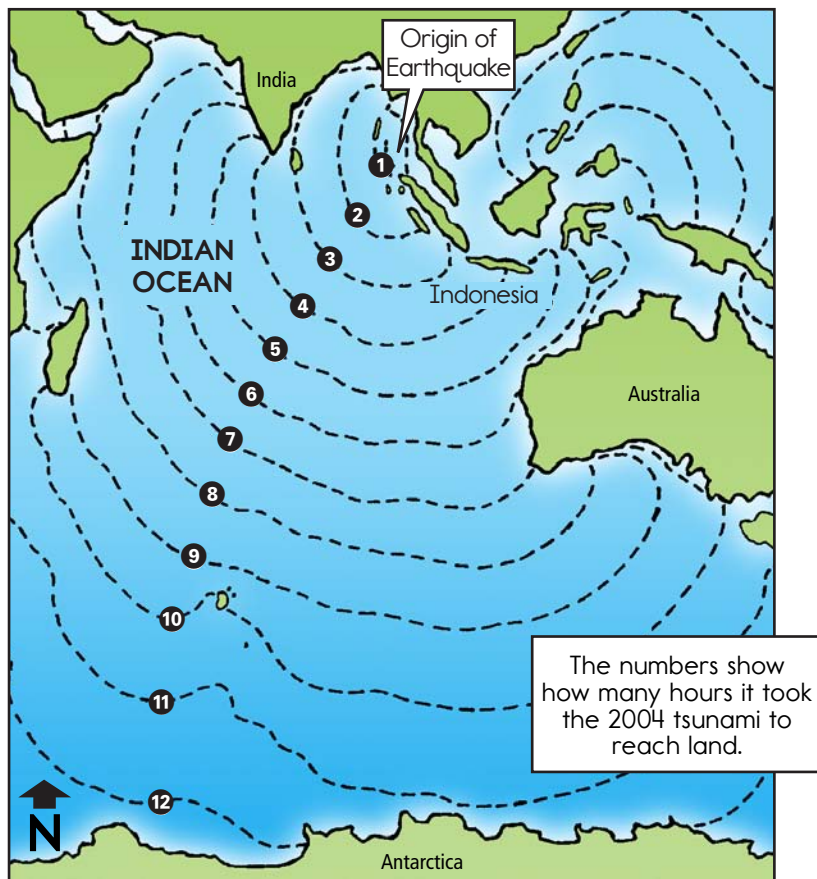 Origin of
Earthquake
India
1
2
INDIAN
OCEAN
3
Indonesia
4
5
6
Australia
7
8
9
10
The numbers show
how many hours it took
the 2004 tsunami to
reach land.
11
12
N
Antarctica